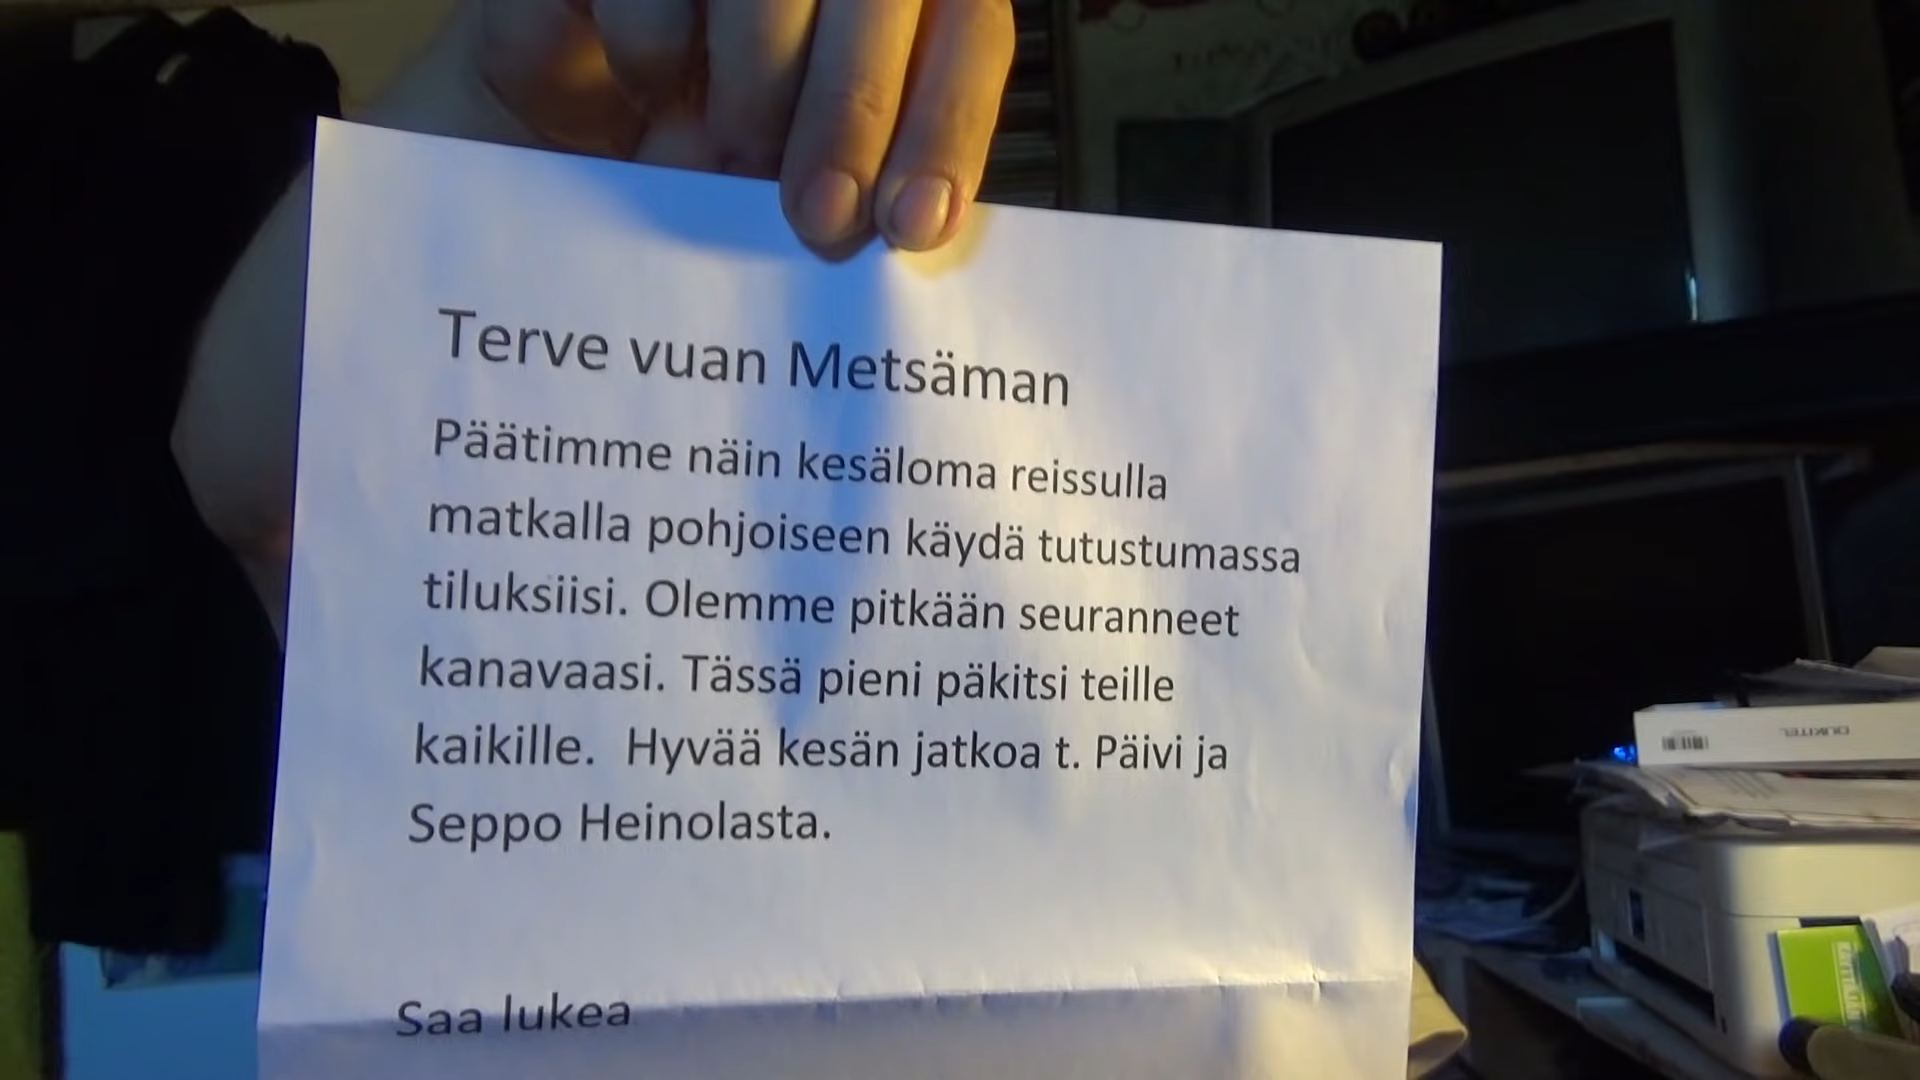 Terve vuan Metsäman
Päätimme näin kesäloma reissulla
matkalla pohjoiseen käydä tutustumassa
tiluksiisi. Olemme pitkään seuranneet
kanavaasi. Tässä pieni päkitsi teille
kaikille. Hyvää kesän jatkoa t. Päivi ja
Seppo Heinolasta.
Saa lukea
OUKITEL